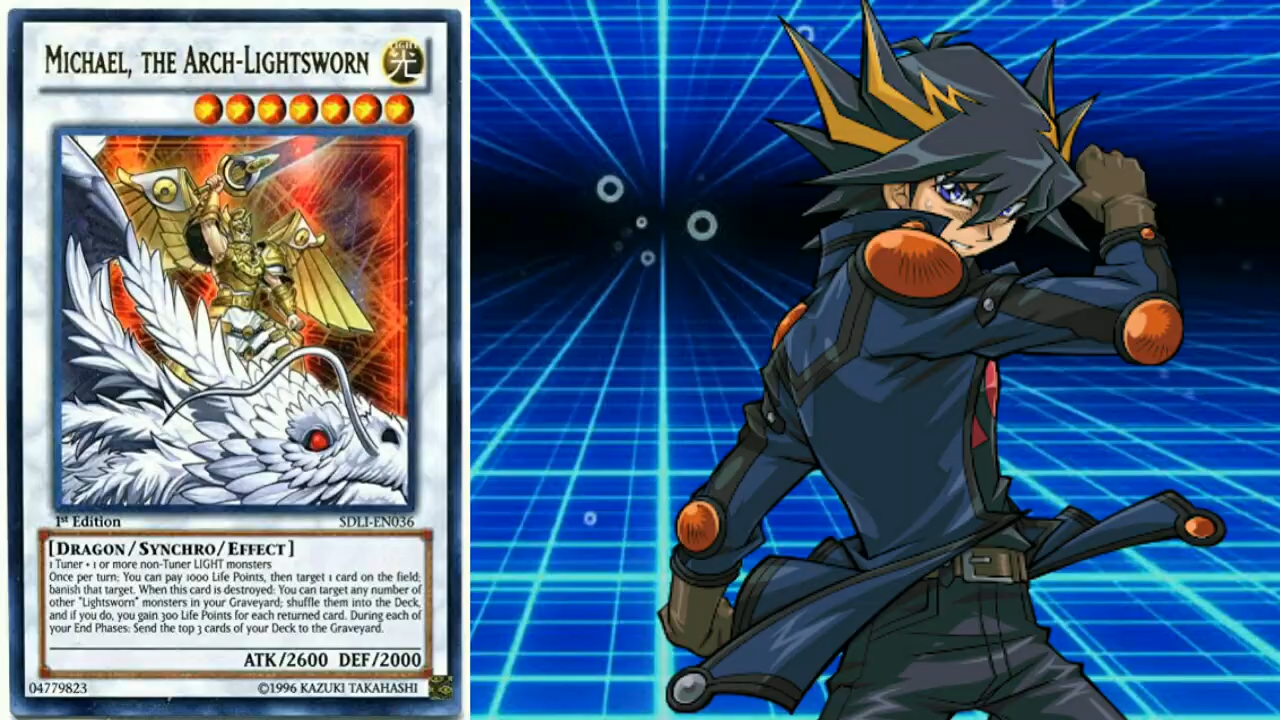 MICHAEL, THE ARCH-LIGHTSWORN
LIGHT
光
1st Edition
SDLI-EN036
[DRAGON/SYNCHRO/EFFECT]
1 Tuner + 1 or more non-Tuner LIGHT monsters
Once per turn: You can pay 1000 Life Points, then target 1 card on the field;
banish that target. When this card is destroyed: You can target any number of
other "Lightsworn" monsters in your Graveyard; shuffle them into the Deck,
and if you do, you gain 300 Life Points for each returned card. During each of
your End Phases: Send the top 3 cards of your Deck to the Graveyard.
ATK/2600 DEF/2000
04779823
©1996 KAZUKI TAKAHASHI